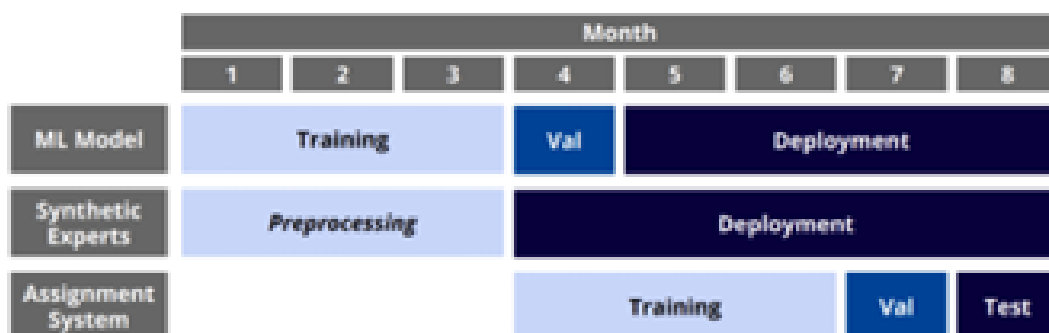 Month
1 2 3 4 5 6 7 8
ML Model Training Val Deployment
Synthetic
Experts
Preprocessing Deployment
Assignment
System
Training Val Test